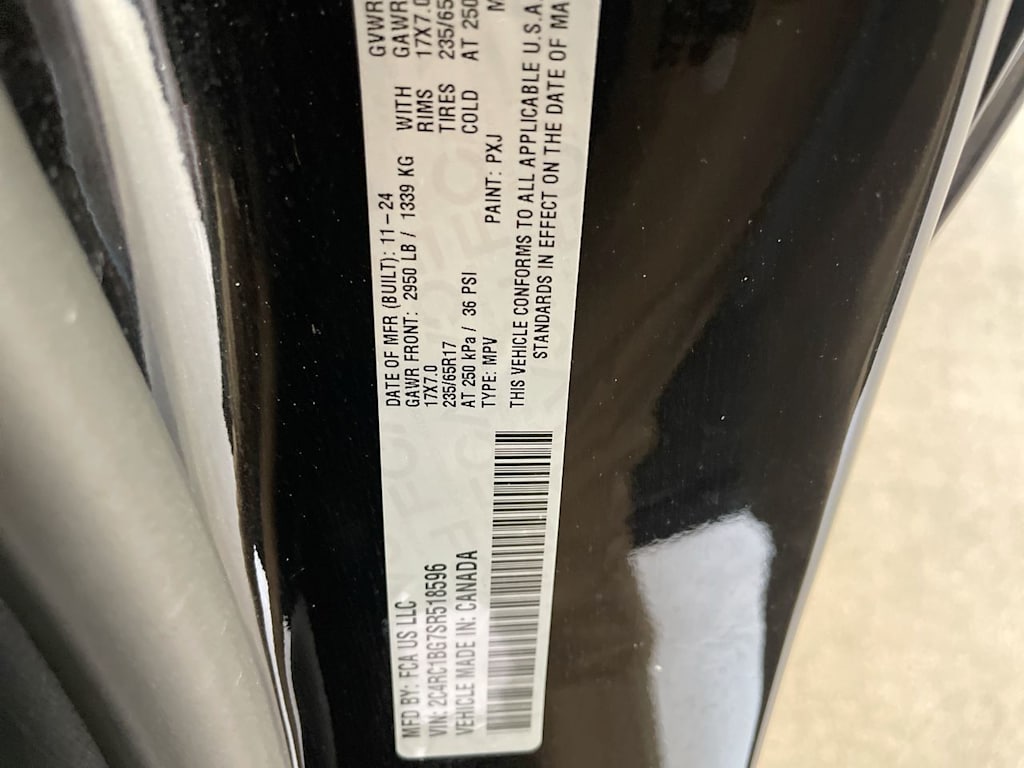 MFD BY: FCA US LLC
VIN: 2C4RC1BG7SR518596
VEHICLE MADE IN: CANADA
DATE OF MFR (BUILT): 11-24 GVWR
GAWR FRONT: 2950 LB / 1339 KG WITH GAWR
17X7.0 RIMS 17X7.0
235/65R17 TIRES 235/65
AT 250 kPa / 36 PSI COLD AT 250
TYPE: MPV PAINT: PXJ
THIS VEHICLE CONFORMS TO ALL APPLICABLE U.S.A.
STANDARDS IN EFFECT ON THE DATE OF MA